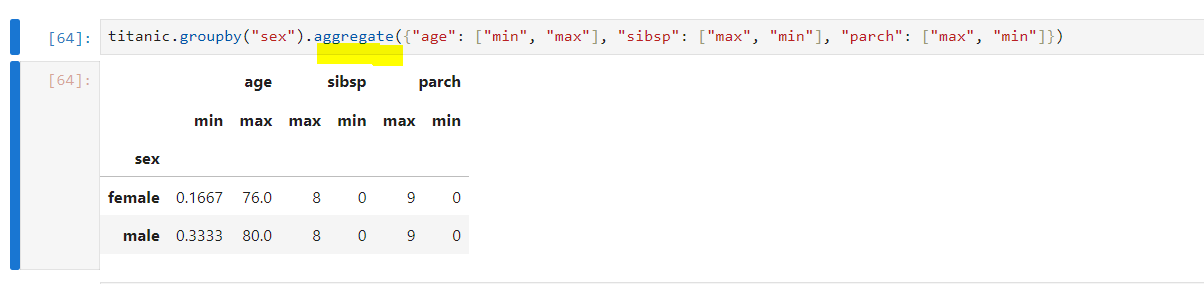 [64]: titanic.groupby("sex").aggregate({"age": ["min", "max"], "sibsp": ["max", "min"], "parch": ["max", "min"]})
[64]:
age sibsp parch
min max max min max min
sex
female 0.1667 76.0 8 0 9 0
male 0.3333 80.0 8 0 9 0